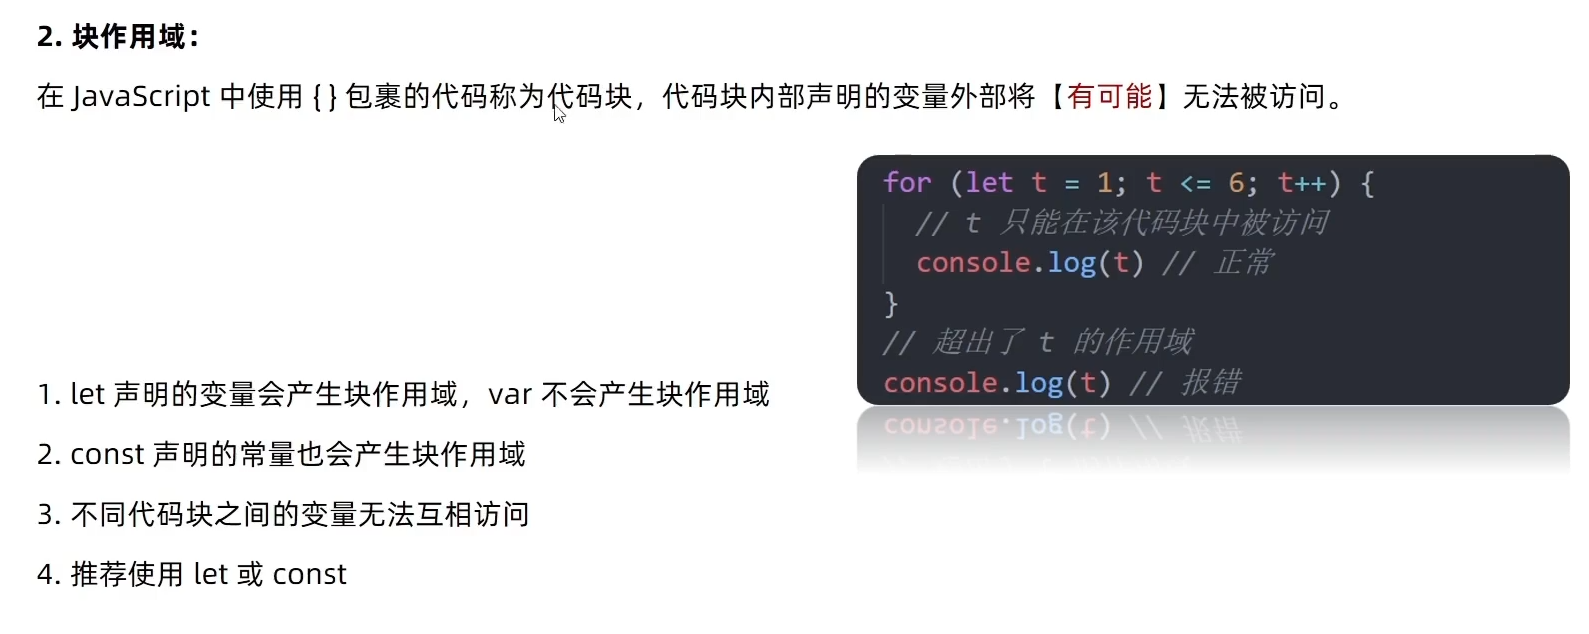 2. 块作用域：
在 JavaScript 中使用 { } 包裹的代码称为代码块，代码块内部声明的变量外部将【有可能】无法被访问。
for (let t = 1; t <= 6; t++) {
// t 只能在该代码块中被访问
console.log(t) // 正常
}
// 超出了 t 的作用域
console.log(t) // 报错
1. let 声明的变量会产生块作用域，var 不会产生块作用域
2. const 声明的常量也会产生块作用域
3. 不同代码块之间的变量无法互相访问
4. 推荐使用 let 或 const